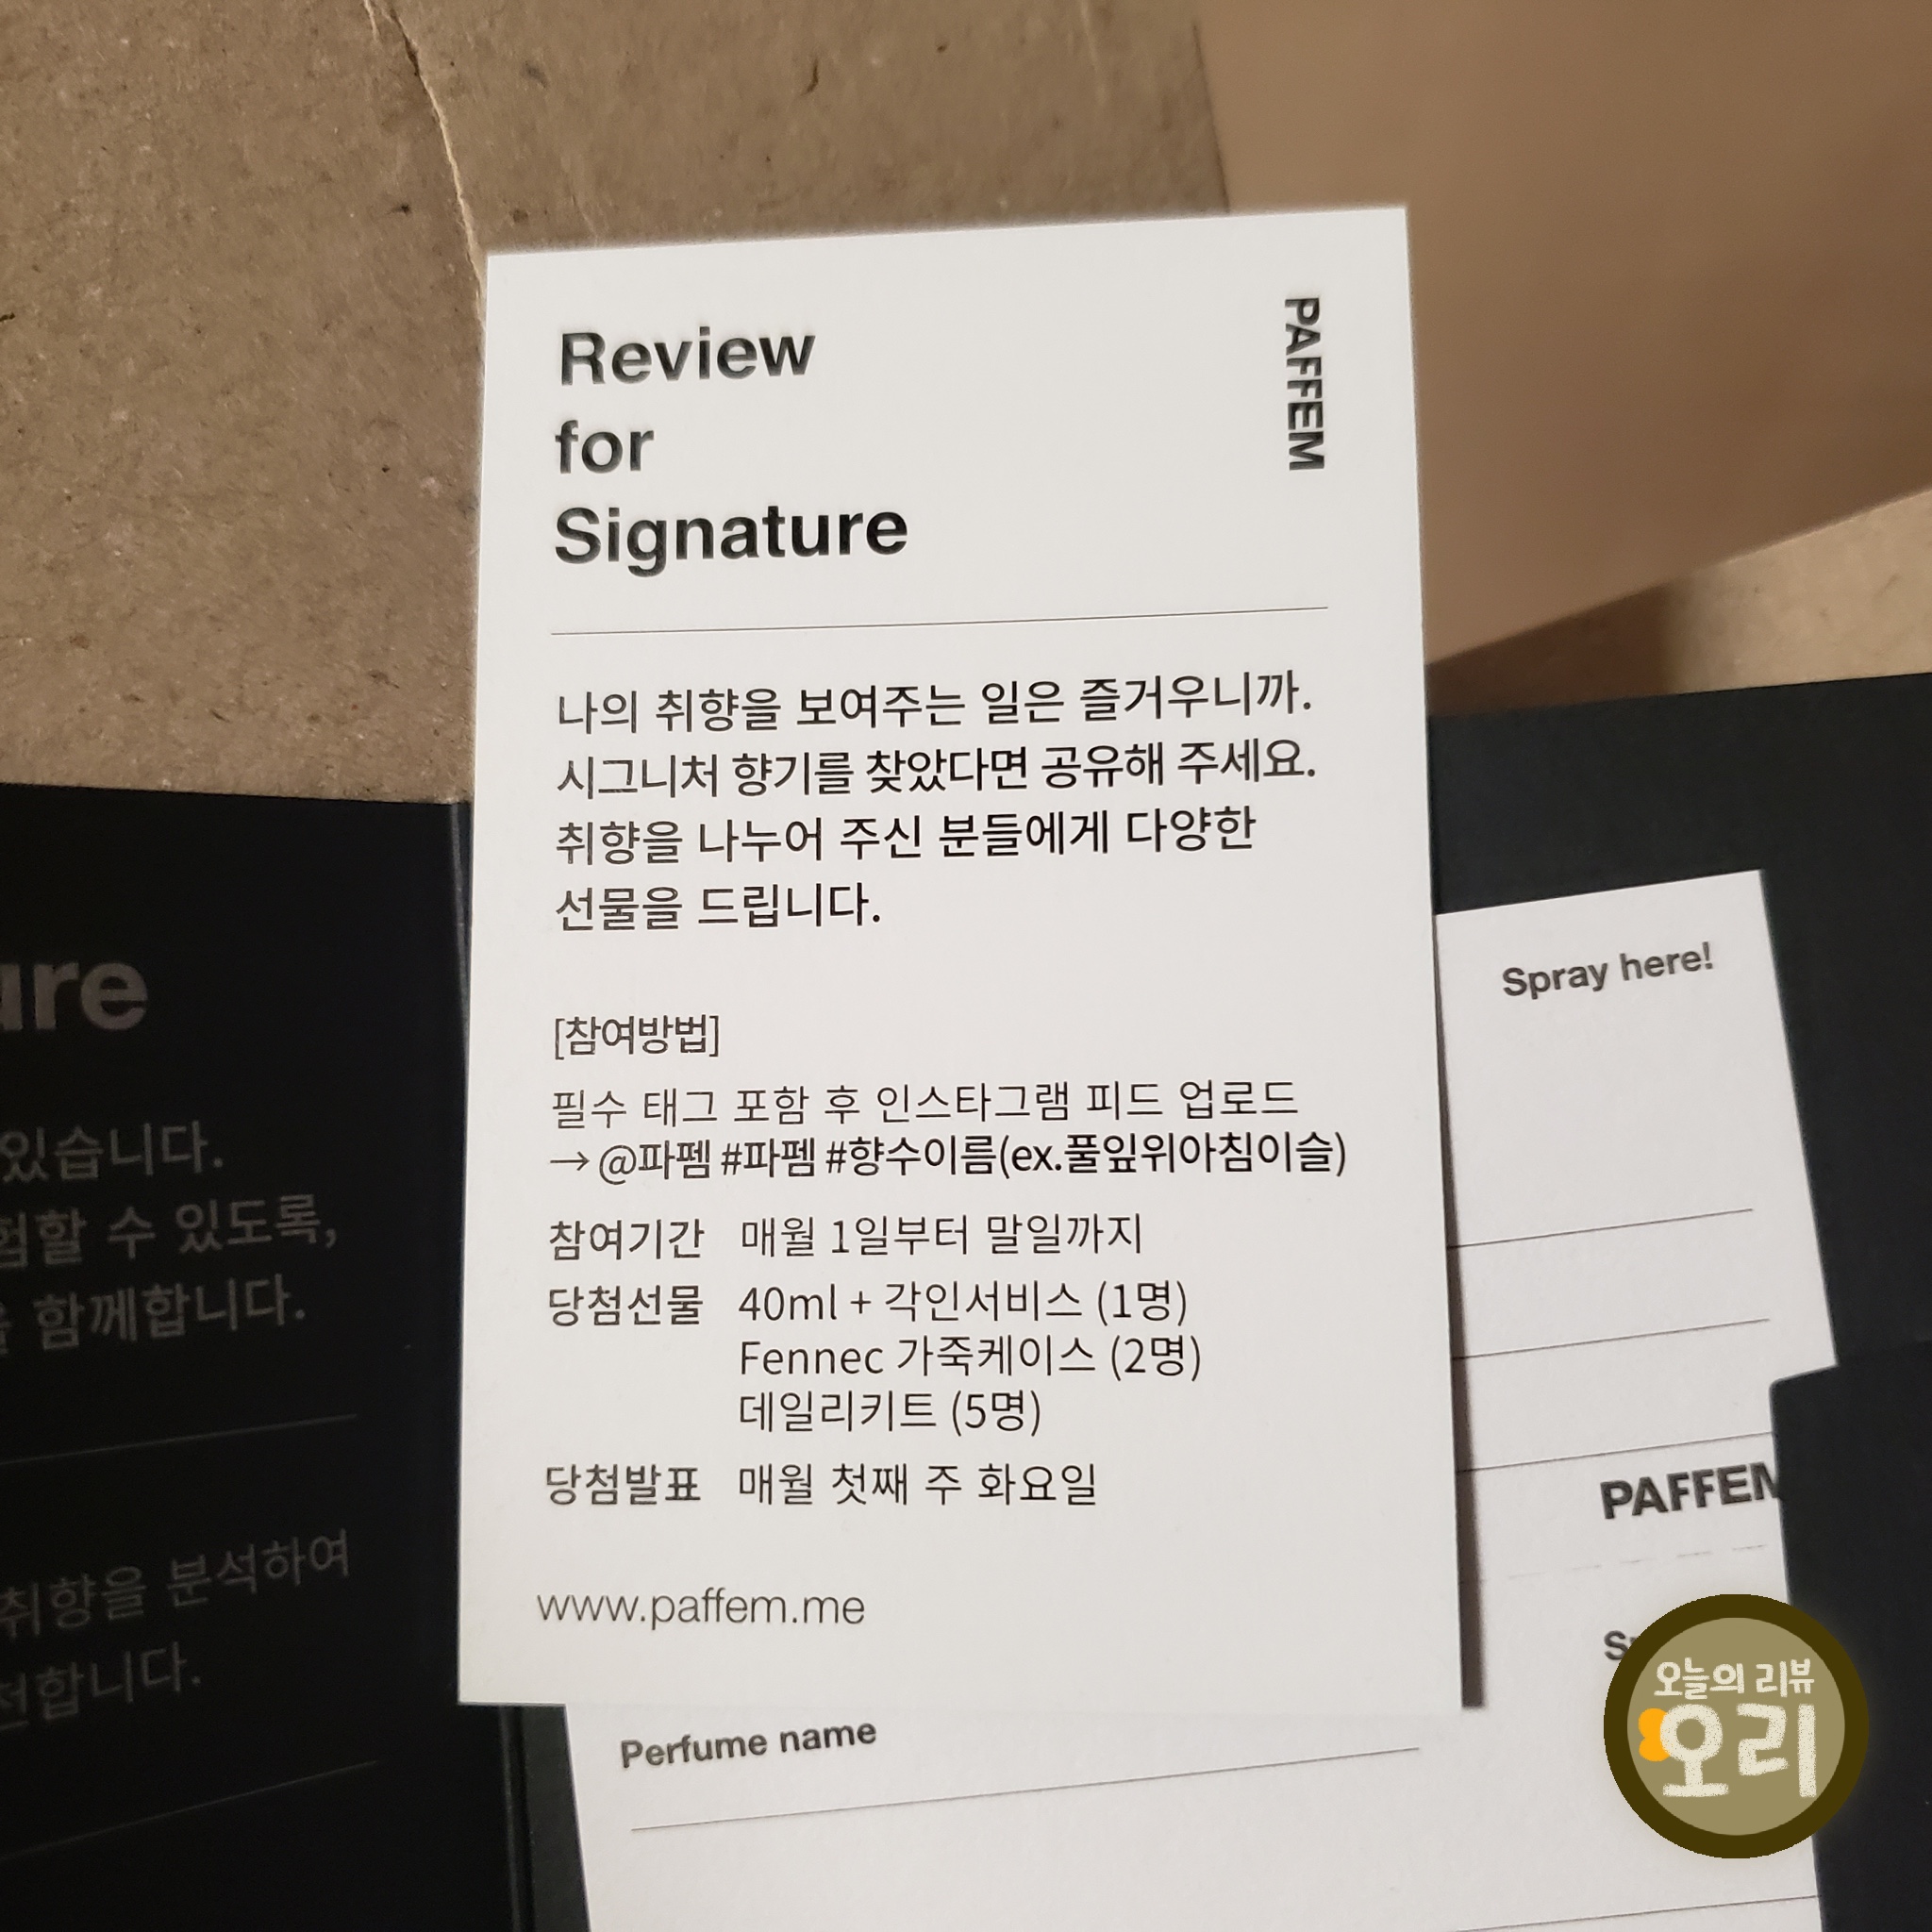 Review
for
Signature
PAFFEM
나의 취향을 보여주는 일은 즐거우니까.
시그니처 향기를 찾았다면 공유해 주세요.
취향을 나누어 주신 분들에게 다양한
선물을 드립니다.
[참여방법]
필수 태그 포함 후 인스타그램 피드 업로드
→ @파펨 #파펨 #향수이름(ex.풀잎위아침이슬)
참여기간 매월 1일부터 말일까지
당첨선물 40ml + 각인서비스 (1명)
Fennec 가죽케이스 (2명)
데일리키트 (5명)
당첨발표 매월 첫째 주 화요일
www.paffem.me
있습니다.
할 수 있도록,
함께합니다.
취향을 분석하여
Spray here!
PAFFEM
Perfume name
오늘의 리뷰
오리